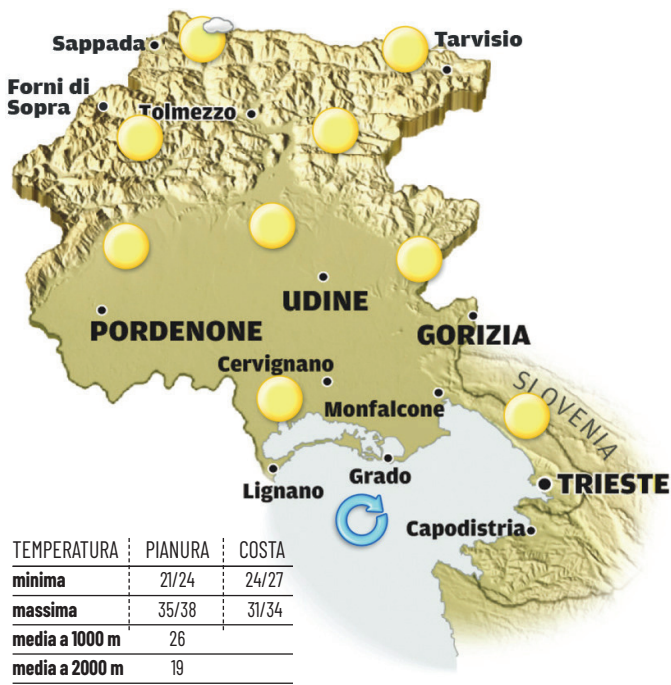 Sappada
Tarvisio
Forni di
Sopra
Tolmezzo
UDINE
PORDENONE
GORIZIA
Cervignano
SLOVENIA
Monfalcone
Grado
TRIESTE
Lignano
Capodistria
TEMPERATURA PIANURA COSTA
minima 21/24 24/27
massima 35/38 31/34
media a 1000 m 26
media a 2000 m 19